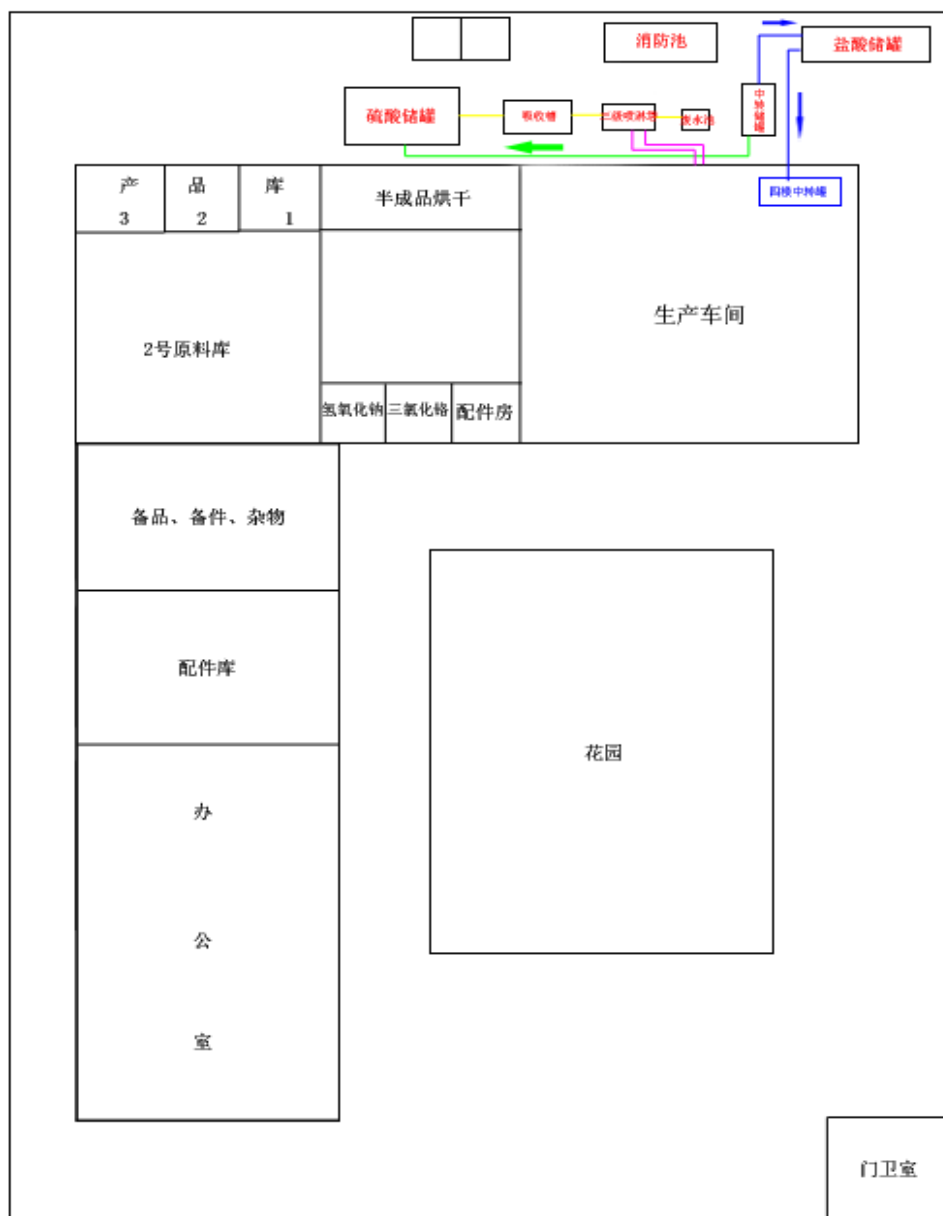 消防池
盐酸储罐
硫酸储罐
吸收槽
三级喷淋塔
废水池
中转储罐
四楼中转罐
产 品 库
3 2 1
半成品烘干
生产车间
2号原料库
氢氧化钠
三氯化铬
配件房
备品、备件、杂物
配件库
花园
办
公
室
门卫室